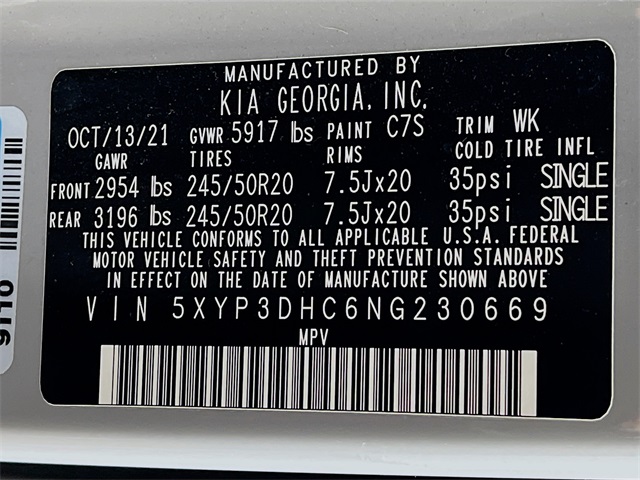 MANUFACTURED BY
KIA GEORGIA, INC.
OCT/13/21 GVWR 5917 lbs PAINT C7S TRIM WK
GAWR TIRES RIMS COLD TIRE INFL
FRONT 2954 lbs 245/50R20 7.5Jx20 35psi SINGLE
REAR 3196 lbs 245/50R20 7.5Jx20 35psi SINGLE
THIS VEHICLE CONFORMS TO ALL APPLICABLE U.S.A. FEDERAL
MOTOR VEHICLE SAFETY AND THEFT PREVENTION STANDARDS
IN EFFECT ON THE DATE OF MANUFACTURE SHOWN ABOVE
VIN 5XYP3DHC6NG230669
MPV